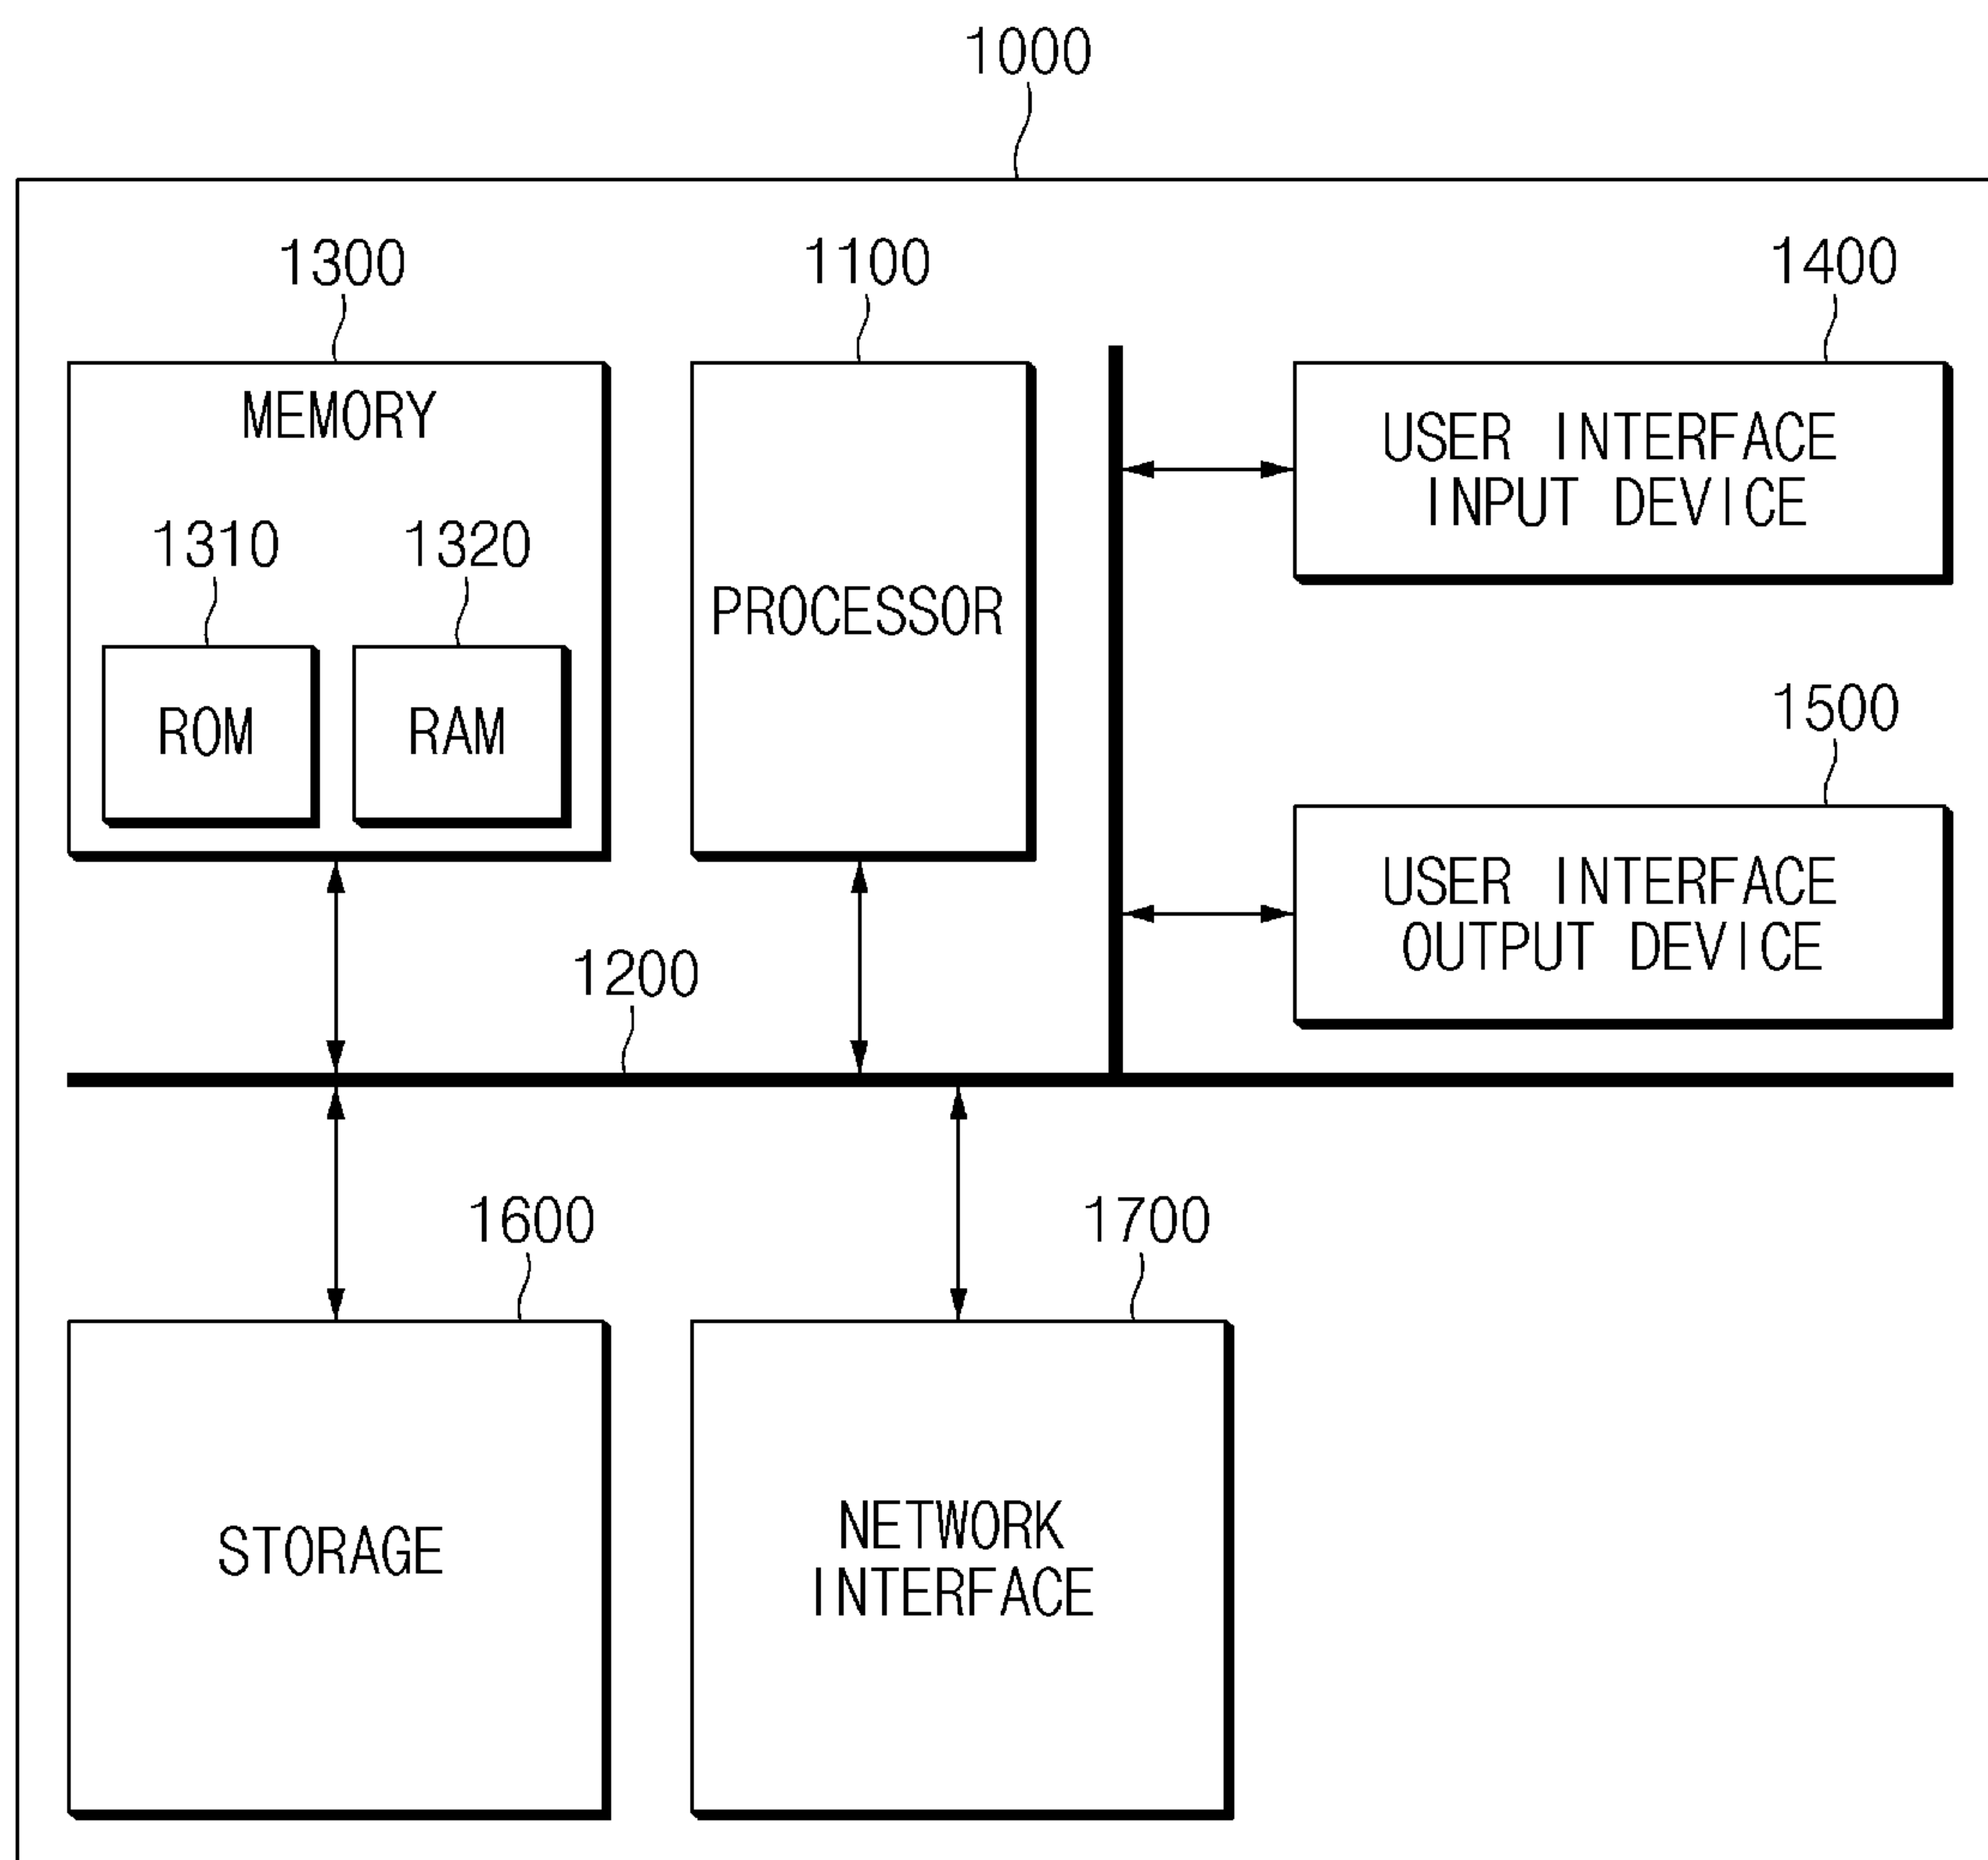 1000
1300
1100
1400
MEMORY
USER INTERFACE
INPUT DEVICE
1310
1320
PROCESSOR
ROM
RAM
1500
USER INTERFACE
OUTPUT DEVICE
1200
1600
1700
STORAGE
NETWORK
INTERFACE